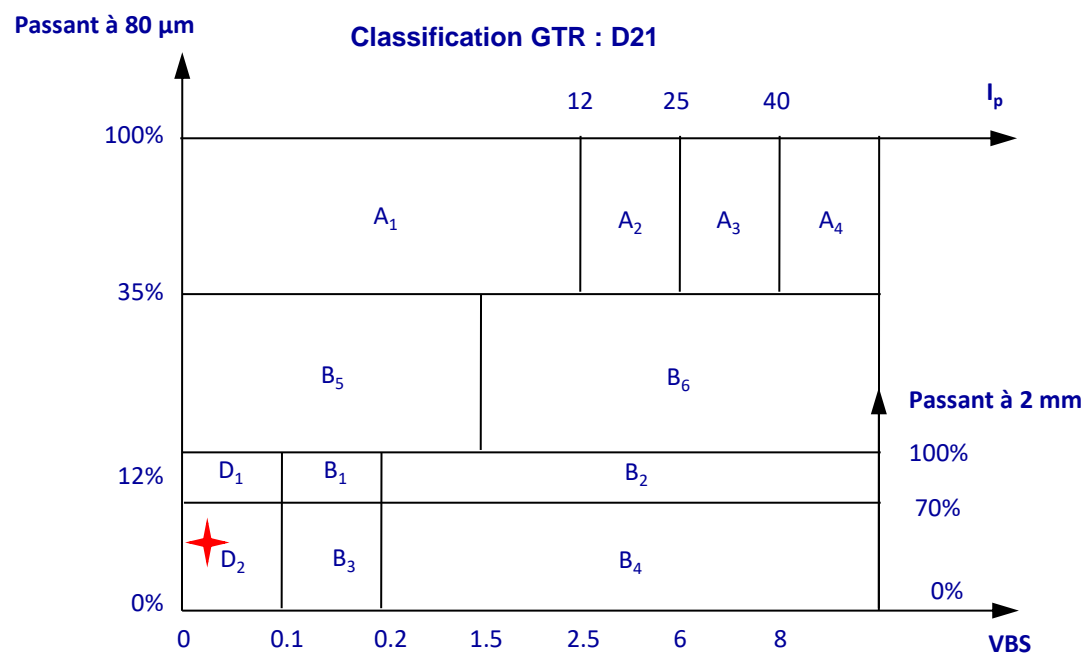 Passant à 80 µm
Classification GTR : D21
12 25 40 I_p
100%
A₁ A₂ A₃ A₄
35%
B₅ B₆
Passant à 2 mm
100%
12% D₁ B₁ B₂
70%
D₂ B₃ B₄
0% 0%
0 0.1 0.2 1.5 2.5 6 8 VBS